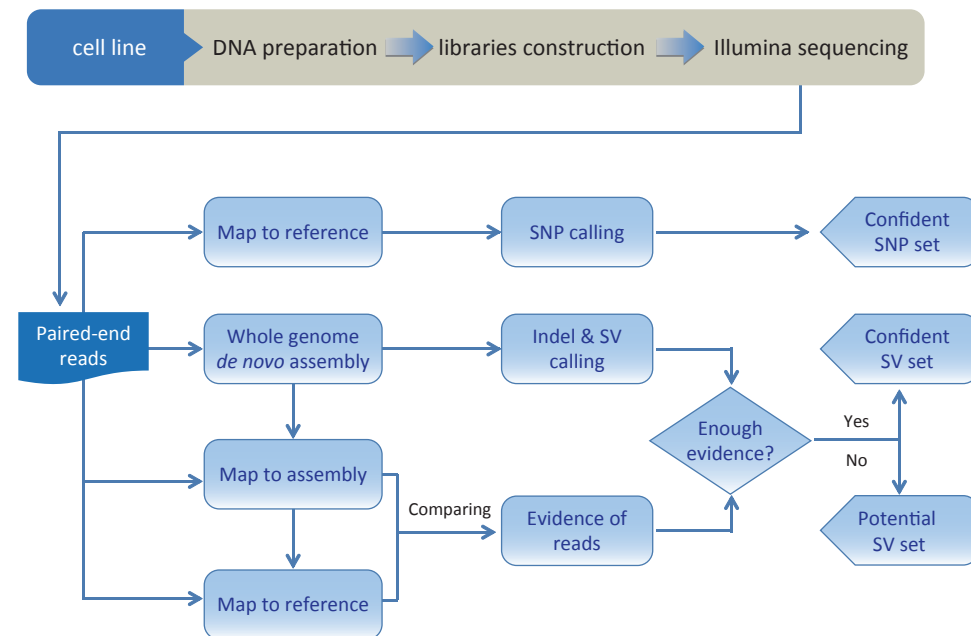 cell line
DNA preparation
libraries construction
Illumina sequencing
Map to reference
SNP calling
Confident
SNP set
Paired-end
reads
Whole genome
de novo assembly
Indel & SV
calling
Confident
SV set
Enough
evidence?
Yes
No
Map to assembly
Comparing
Evidence of
reads
Potential
SV set
Map to reference